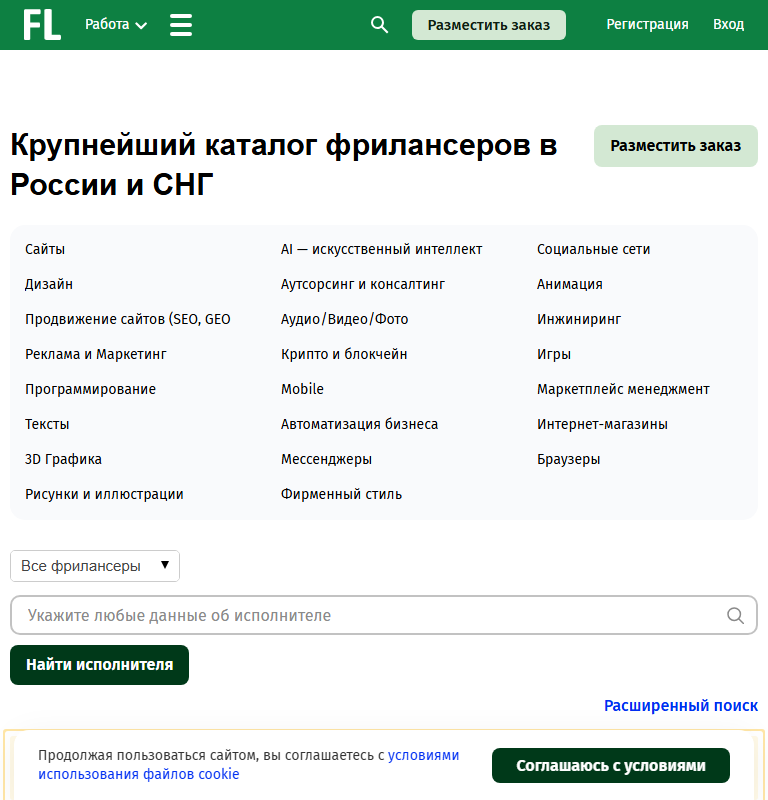 FL Работа Разместить заказ Регистрация Вход
Крупнейший каталог фрилансеров в
России и СНГ
Разместить заказ
Сайты AI — искусственный интеллект Социальные сети
Дизайн Аутсорсинг и консалтинг Анимация
Продвижение сайтов (SEO, GEO Аудио/Видео/Фото Инжиниринг
Реклама и Маркетинг Крипто и блокчейн Игры
Программирование Mobile Маркетплейс менеджмент
Тексты Автоматизация бизнеса Интернет-магазины
3D Графика Мессенджеры Браузеры
Рисунки и иллюстрации Фирменный стиль
Все фрилансеры
Укажите любые данные об исполнителе
Найти исполнителя
Расширенный поиск
Продолжая пользоваться сайтом, вы соглашаетесь с условиями
использования файлов cookie
Соглашаюсь с условиями